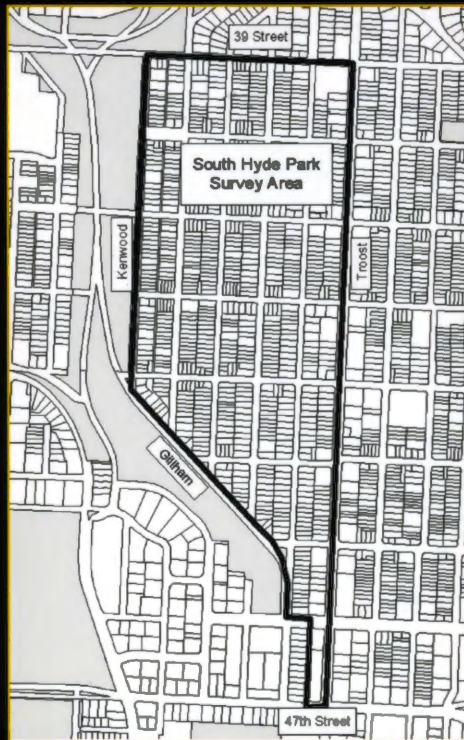 39 Street
South Hyde Park
Survey Area
Kenwood
Troost
Gillham
47th Street